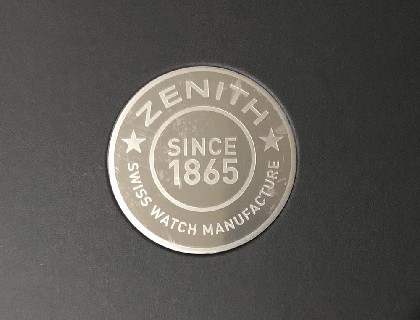 ZENITH
SINCE
1865
SWISS WATCH MANUFACTURE